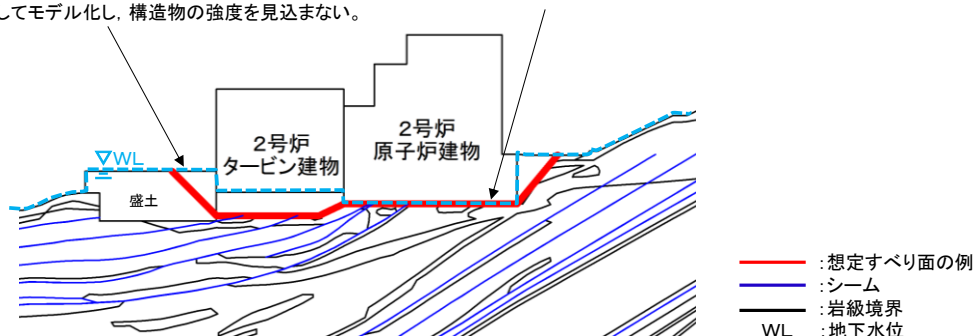 してモデル化し，構造物の強度を見込まない。
2号炉
タービン建物
2号炉
原子炉建物
▽WL
盛土
：想定すべり面の例
：シーム
：岩級境界
WL ：地下水位